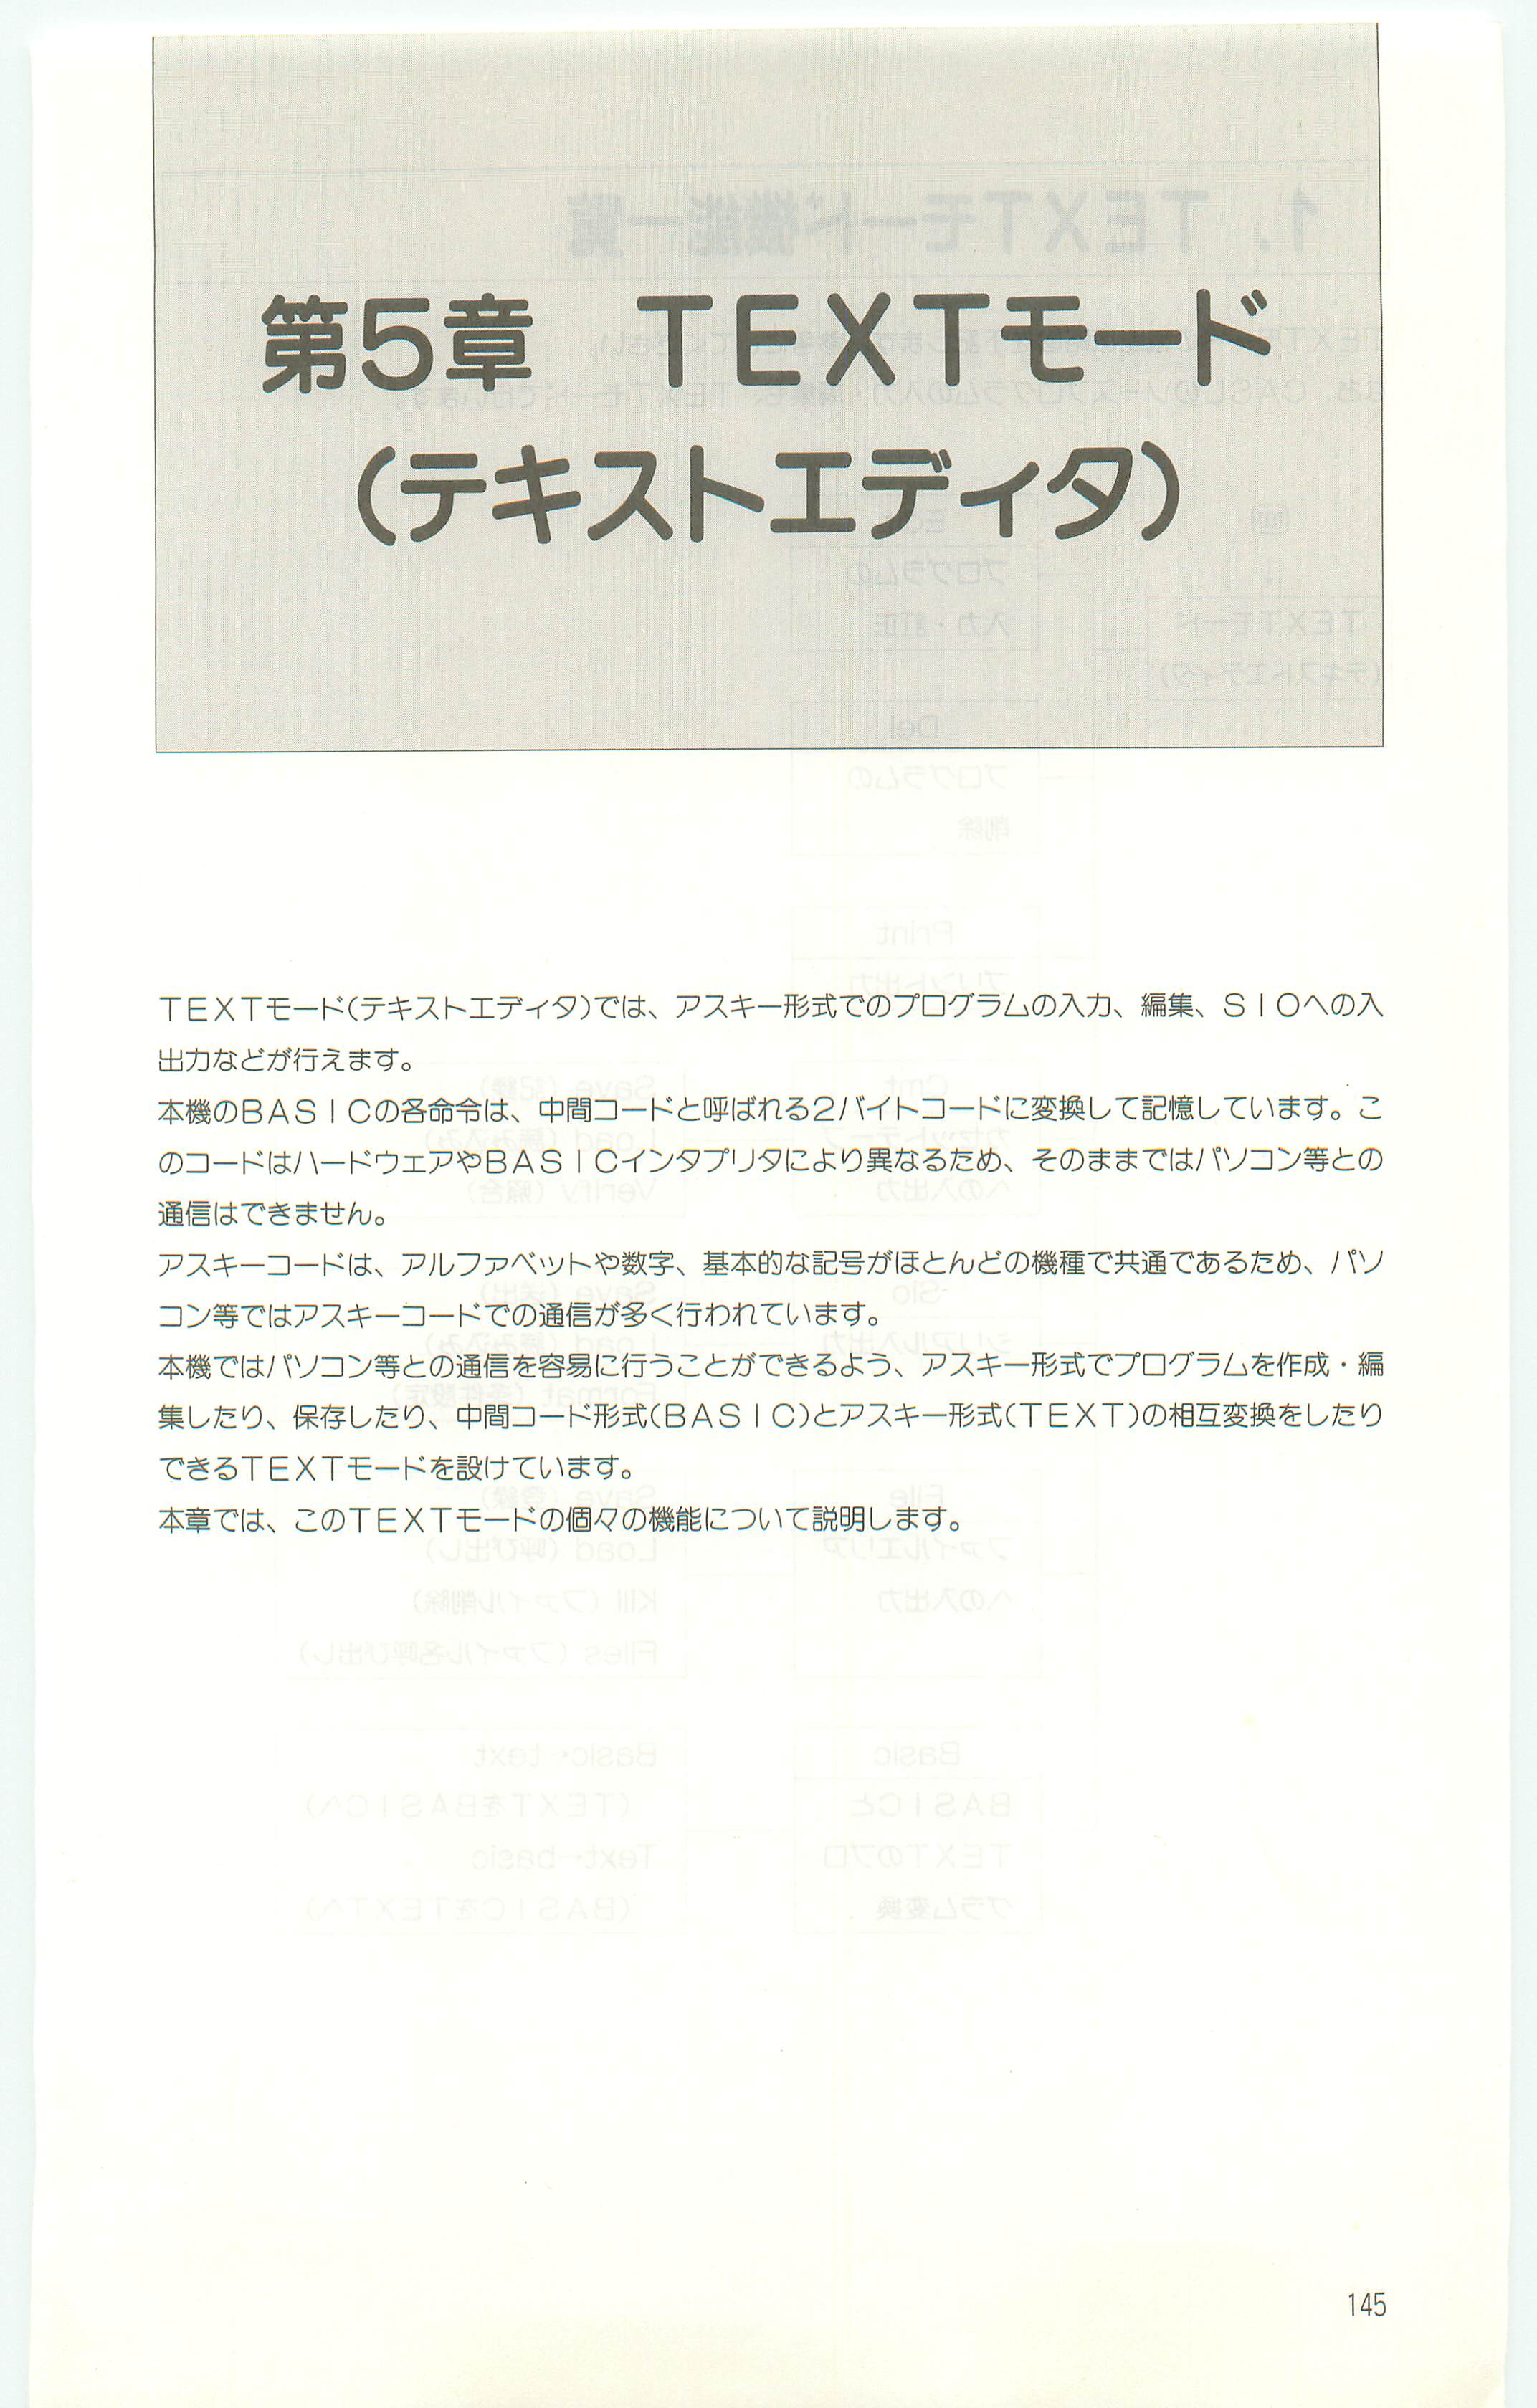 第5章　ＴＥＸＴモード
（テキストエディタ）
ＴＥＸＴモード(テキストエディタ)では、アスキー形式でのプログラムの入力、編集、ＳＩＯへの入
出力などが行えます。
本機のＢＡＳＩＣの各命令は、中間コードと呼ばれる２バイトコードに変換して記憶しています。こ
のコードはハードウェアやＢＡＳＩＣインタプリタにより異なるため、そのままではパソコン等との
通信はできません。
アスキーコードは、アルファベットや数字、基本的な記号がほとんどの機種で共通であるため、パソ
コン等ではアスキーコードでの通信が多く行われています。
本機ではパソコン等との通信を容易に行うことができるよう、アスキー形式でプログラムを作成・編
集したり、保存したり、中間コード形式(ＢＡＳＩＣ)とアスキー形式(ＴＥＸＴ)の相互変換をしたり
できるＴＥＸＴモードを設けています。
本章では、このＴＥＸＴモードの個々の機能について説明します。
145